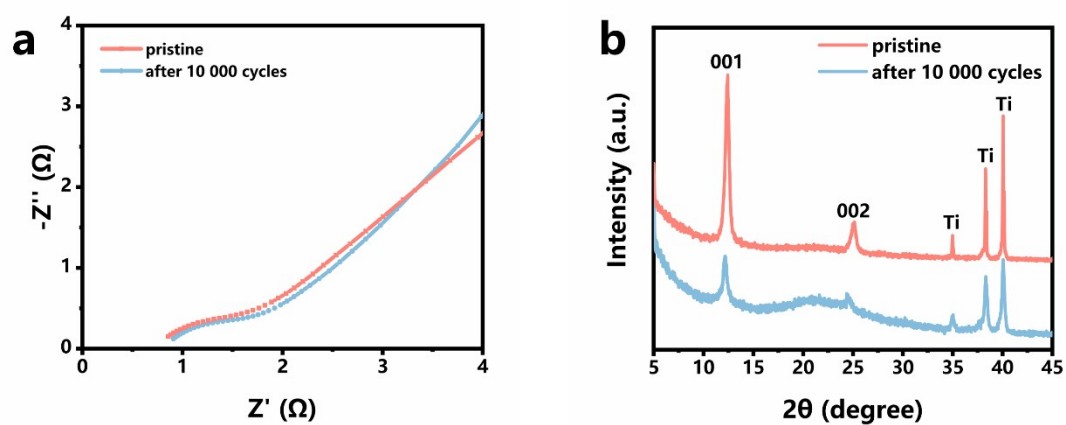 a
pristine
after 10 000 cycles
4
3
2
1
0
-Z'' (Ω)
0 1 2 3 4
Z' (Ω)
b
pristine
after 10 000 cycles
001
002
Ti
Ti
Ti
Intensity (a.u.)
5 10 15 20 25 30 35 40 45
2θ (degree)